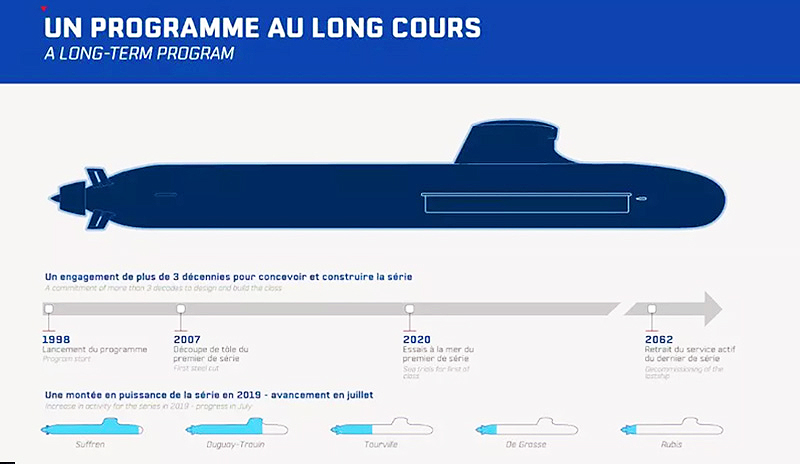 UN PROGRAMME AU LONG COURS
A LONG-TERM PROGRAM
Un engagement de plus de 3 décennies pour concevoir et construire la série
A commitment of more than 3 decades to design and build the class
1998
Lancement du programme
Program start
2007
Découpe de tôle du
premier de série
First steel cut
2020
Essais à la mer du
premier de série
Sea trials for first of
class
2062
Retrait du service actif
du dernier de série
Decommissioning of the
lastship
Une montée en puissance de la série en 2019 - avancement en juillet
Increase in activity for the series in 2019 - progress in July
Suffren
Duguay-Trouin
Tourville
De Grasse
Rubis